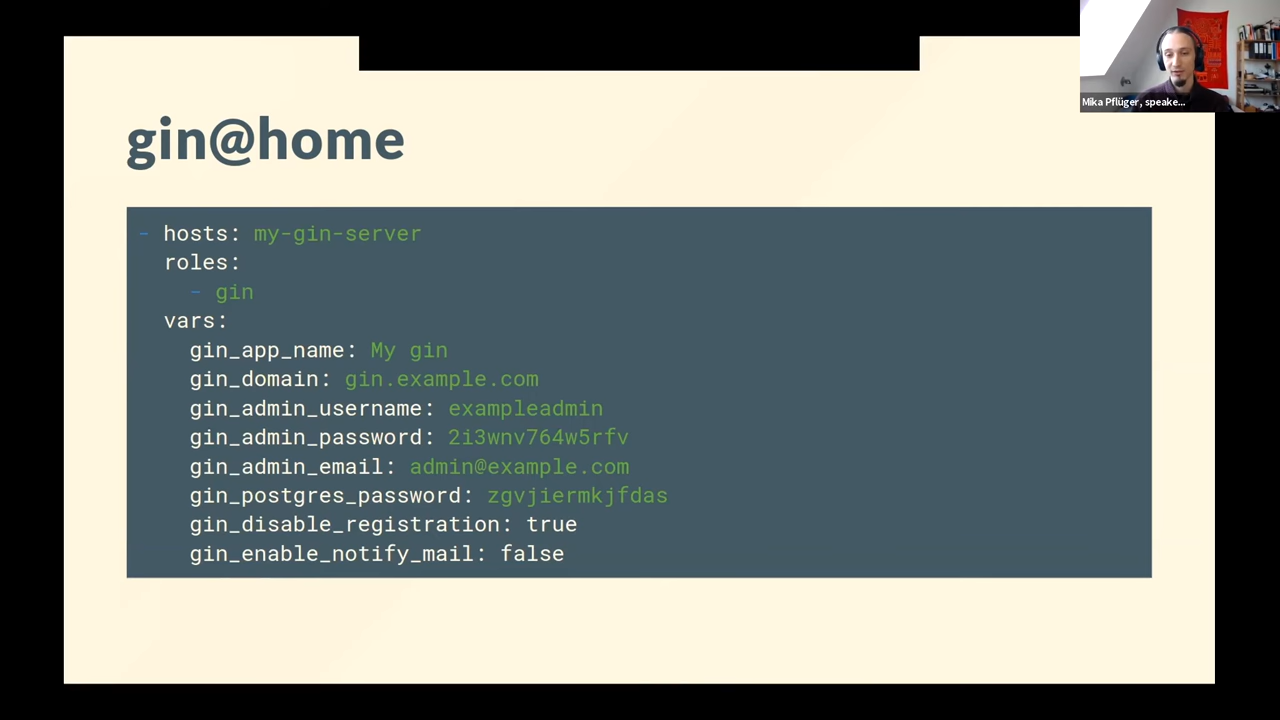 Mika Pflüger, speake...
gin@home
- hosts: my-gin-server
roles:
- gin
vars:
gin_app_name: My gin
gin_domain: gin.example.com
gin_admin_username: exampleadmin
gin_admin_password: 2i3wnv764w5rfv
gin_admin_email: admin@example.com
gin_postgres_password: zgvjiermkjfdas
gin_disable_registration: true
gin_enable_notify_mail: false